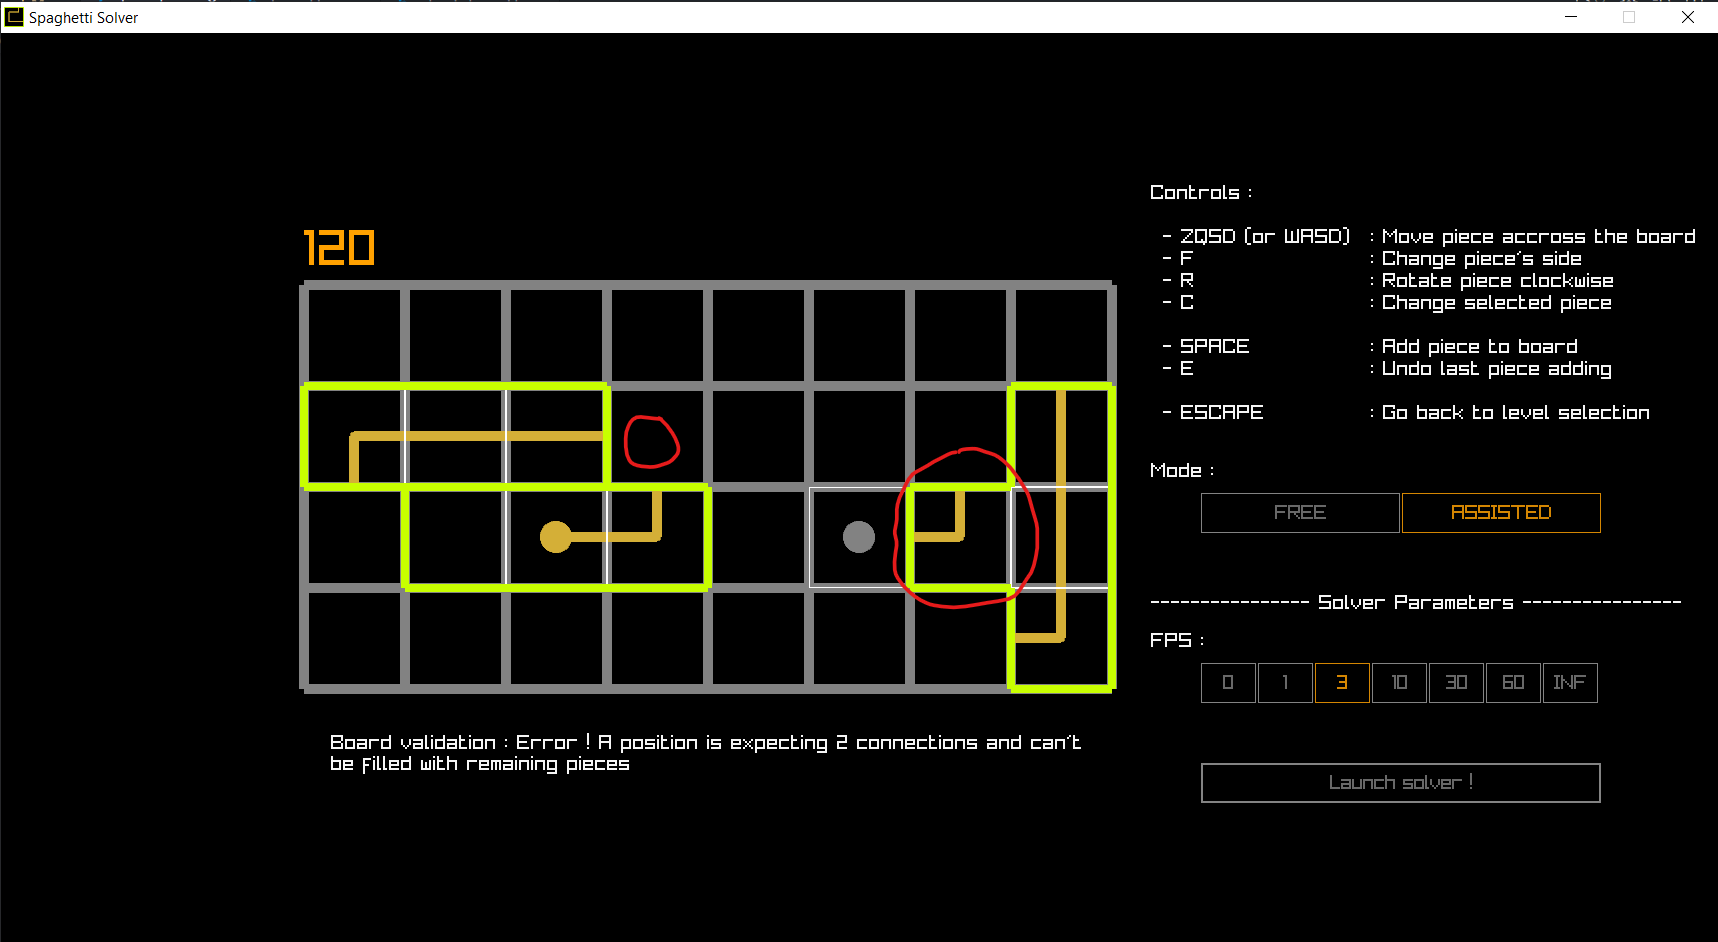 Spaghetti Solver
120
Controls :
- ZQSD (or WASD) : Move piece accross the board
- F : Change piece's side
- R : Rotate piece clockwise
- C : Change selected piece
- SPACE : Add piece to board
- E : Undo last piece adding
- ESCAPE : Go back to level selection
Mode :
FREE ASSISTED
---------------- Solver Parameters ----------------
FPS :
0 1 3 10 30 60 INF
Board validation : Error ! A position is expecting 2 connections and can't
be filled with remaining pieces
Launch solver !